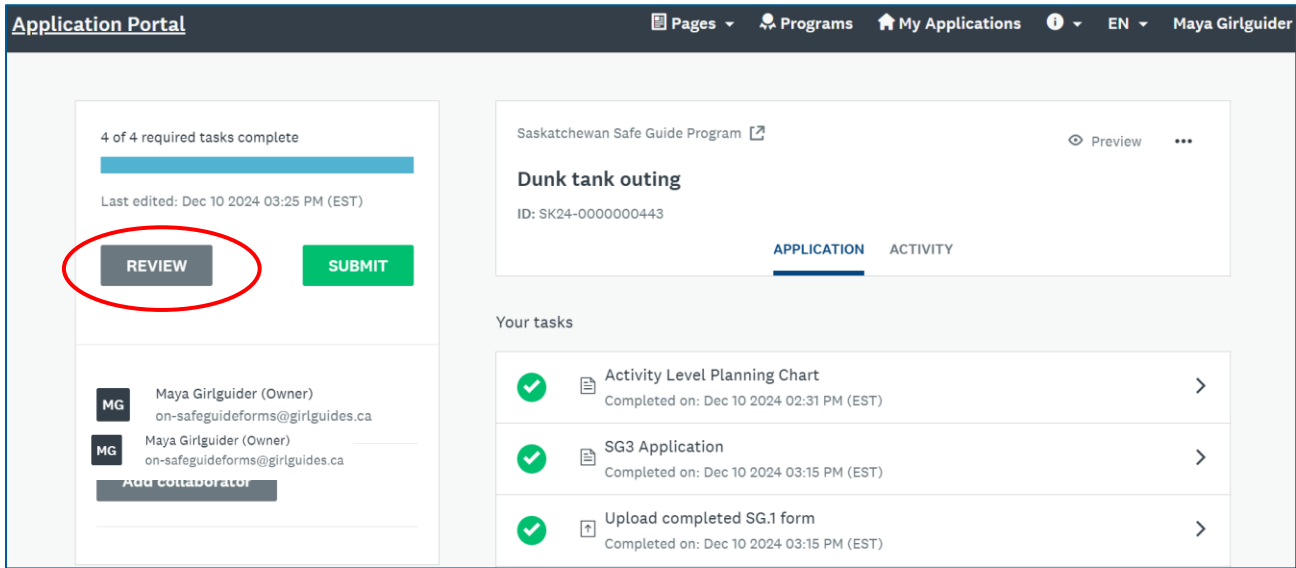 Application Portal
Pages Programs My Applications EN Maya Girlguider
4 of 4 required tasks complete
Last edited: Dec 10 2024 03:25 PM (EST)
REVIEW SUBMIT
MG
Maya Girlguider (Owner)
on-safeguideforms@girlguides.ca
MG
Maya Girlguider (Owner)
on-safeguideforms@girlguides.ca
Add collaborator
Saskatchewan Safe Guide Program
Preview
Dunk tank outing
ID: SK24-0000000443
APPLICATION ACTIVITY
Your tasks
Activity Level Planning Chart
Completed on: Dec 10 2024 02:31 PM (EST)
SG3 Application
Completed on: Dec 10 2024 03:15 PM (EST)
Upload completed SG.1 form
Completed on: Dec 10 2024 03:15 PM (EST)